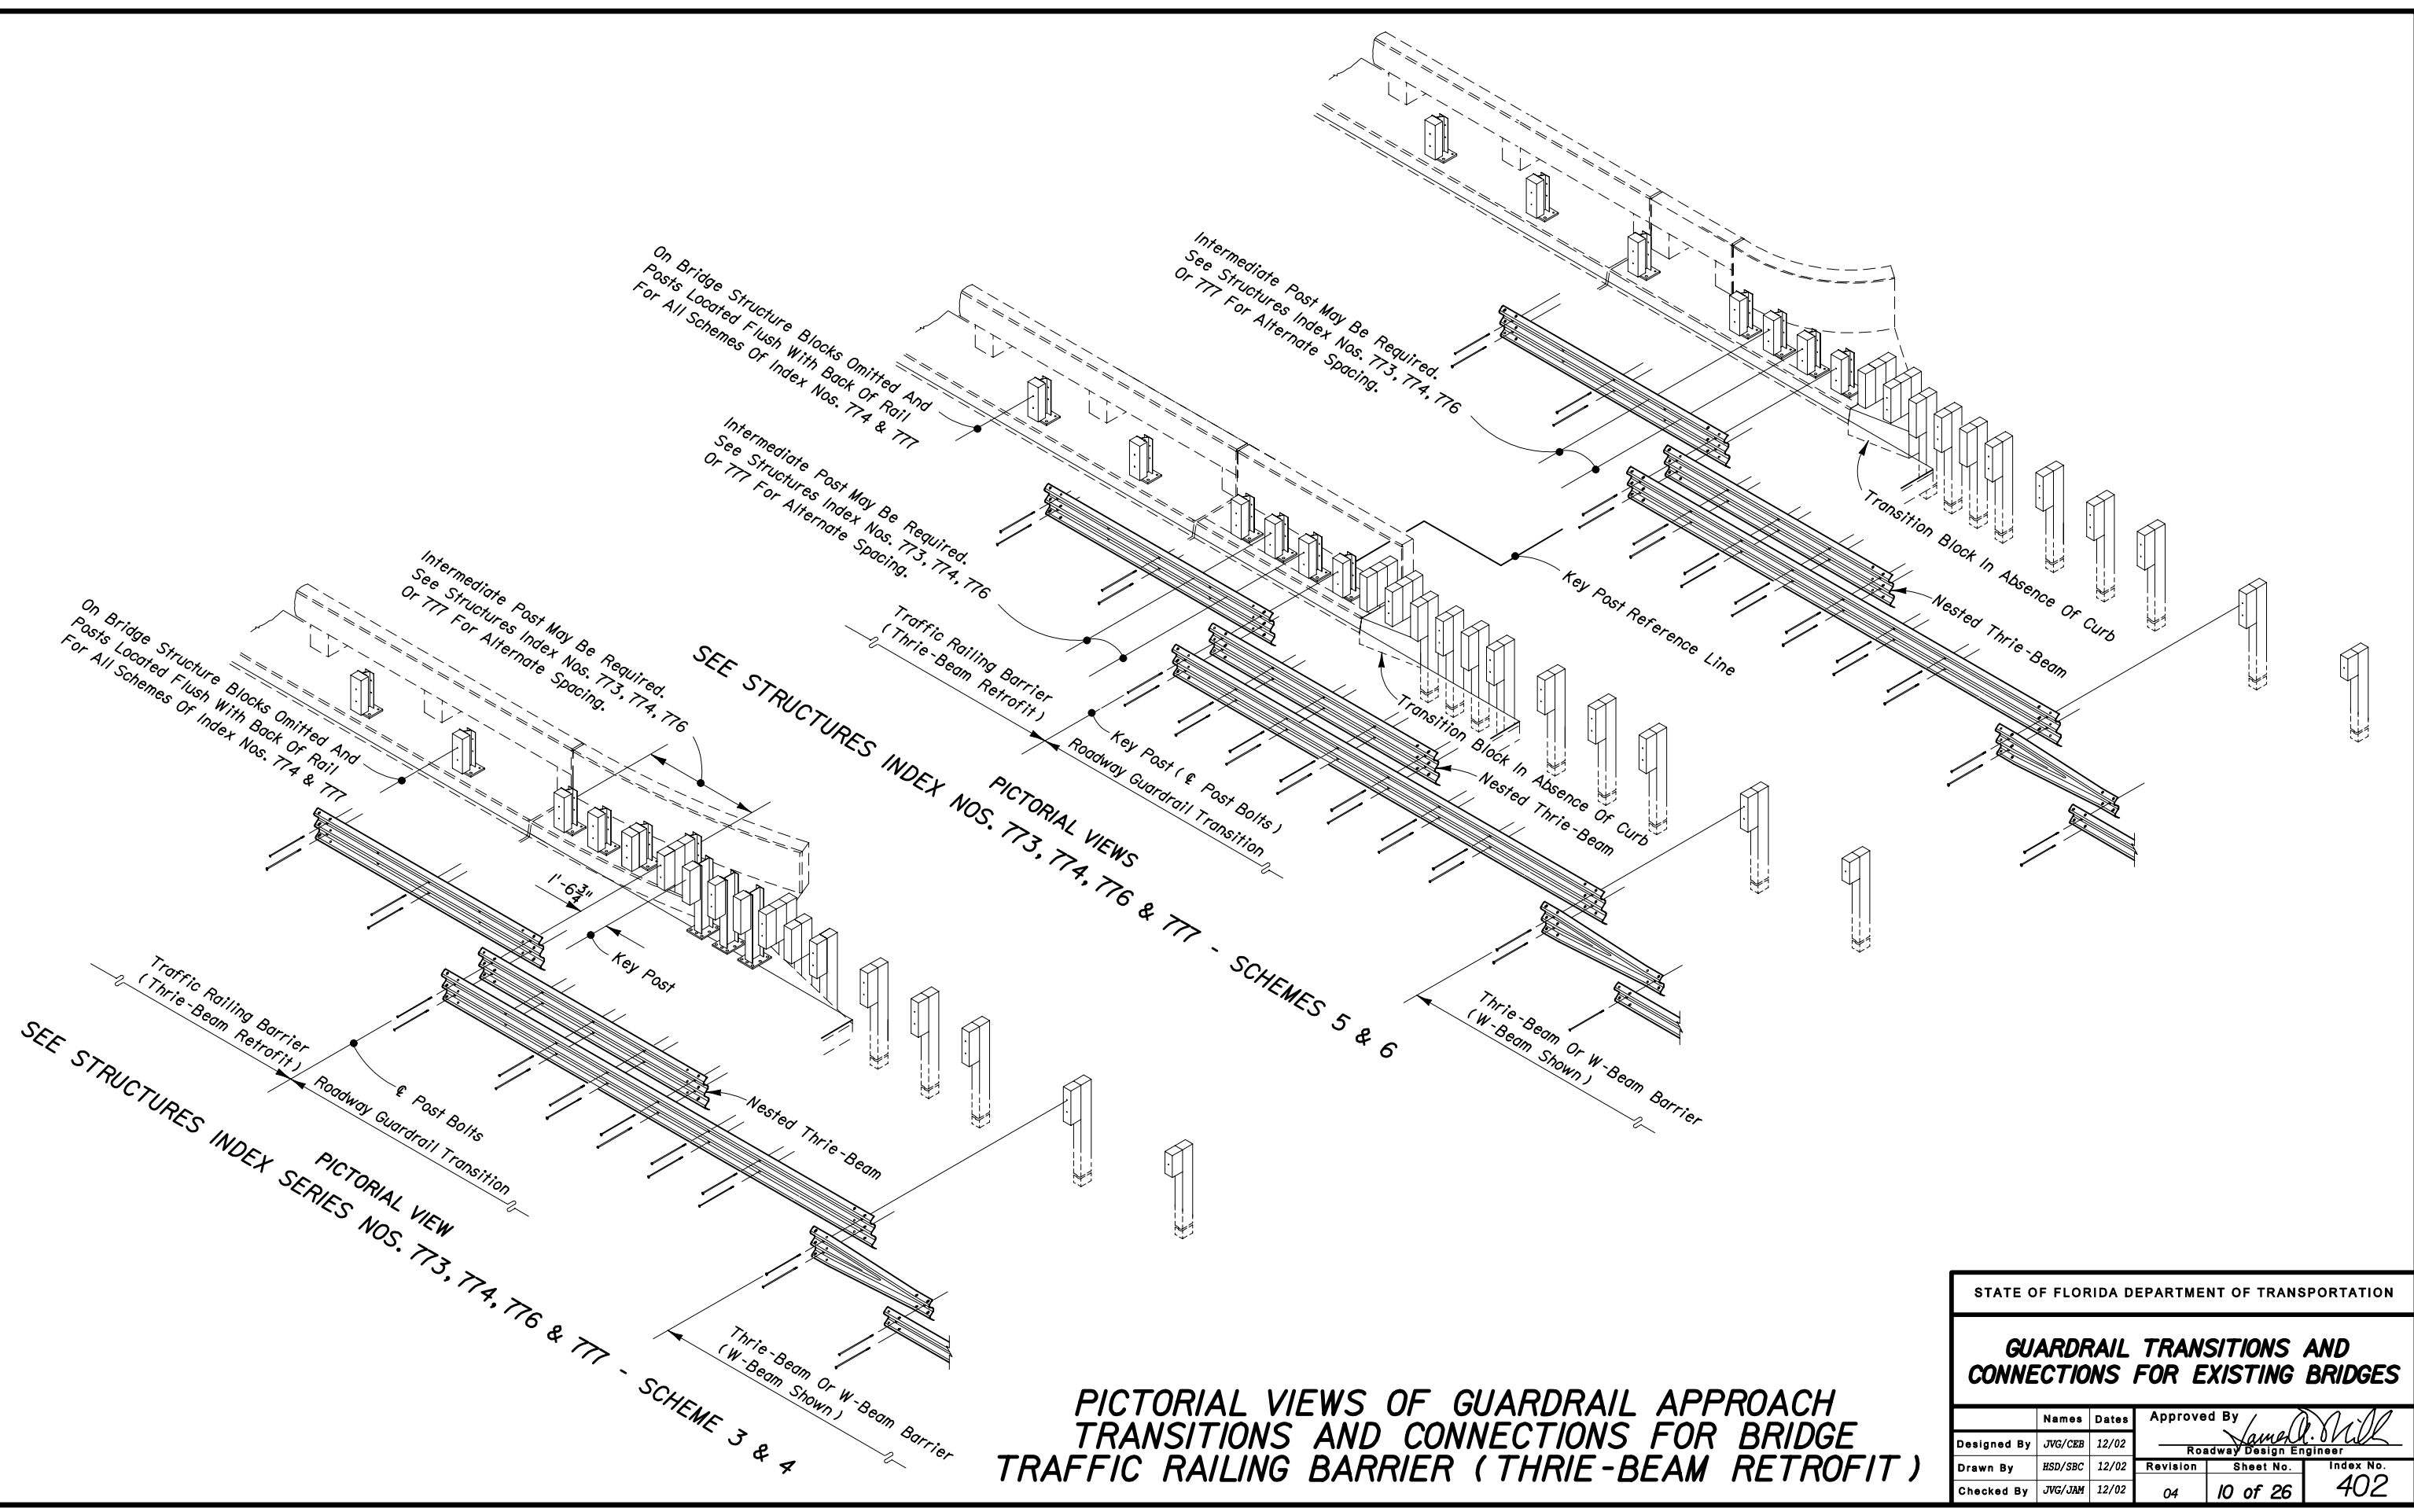 On Bridge Structure Blocks Omitted And
Posts Located Flush With Back Of Rail
For All Schemes Of Index Nos. 774 & 777
Intermediate Post May Be Required.
See Structures Index Nos. 773, 774, 776
Or 777 For Alternate Spacing.
1'-6¾"
Key Post
Traffic Railing Barrier
(Thrie-Beam Retrofit)
℄ Post Bolts
Roadway Guardrail Transition
Nested Thrie-Beam
Thrie-Beam Or W-Beam Barrier
(W-Beam Shown)
PICTORIAL VIEW
SEE STRUCTURES INDEX SERIES NOS. 773, 774, 776 & 777 - SCHEME 3 & 4
On Bridge Structure Blocks Omitted And
Posts Located Flush With Back Of Rail
For All Schemes Of Index Nos. 774 & 777
Intermediate Post May Be Required.
See Structures Index Nos. 773, 774, 776
Or 777 For Alternate Spacing.
Traffic Railing Barrier
(Thrie-Beam Retrofit)
Key Post (℄ Post Bolts)
Roadway Guardrail Transition
Transition Block In Absence Of Curb
Nested Thrie-Beam
Thrie-Beam Or W-Beam Barrier
(W-Beam Shown)
PICTORIAL VIEWS
SEE STRUCTURES INDEX NOS. 773, 774, 776 & 777 - SCHEMES 5 & 6
Intermediate Post May Be Required.
See Structures Index Nos. 773, 774, 776
Or 777 For Alternate Spacing.
Key Post Reference Line
Transition Block In Absence Of Curb
Nested Thrie-Beam
PICTORIAL VIEWS OF GUARDRAIL APPROACH
TRANSITIONS AND CONNECTIONS FOR BRIDGE
TRAFFIC RAILING BARRIER (THRIE-BEAM RETROFIT)
STATE OF FLORIDA DEPARTMENT OF TRANSPORTATION
GUARDRAIL TRANSITIONS AND
CONNECTIONS FOR EXISTING BRIDGES
Names Dates
Designed By JVG/CEB 12/02
Drawn By HSD/SBC 12/02
Checked By JVG/JAM 12/02
Approved By
Roadway Design Engineer
Revision Sheet No. Index No.
04 10 of 26 402